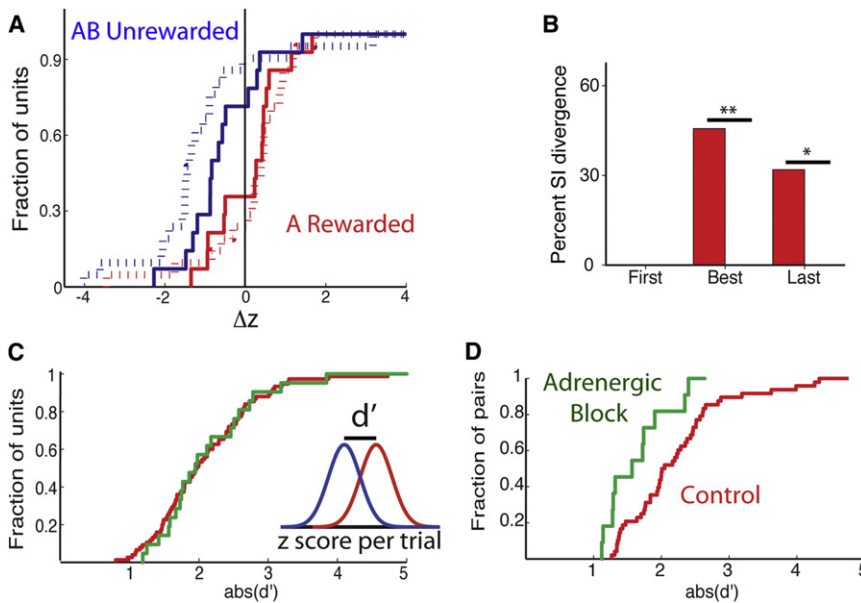 A
AB Unrewarded
A Rewarded
Fraction of units
0.9
0.6
0.3
0
-4
-2
0
2
4
Δz
B
Percent SI divergence
60
30
0
**
*
First
Best
Last
C
Fraction of units
1
0.8
0.6
0.4
0.2
d'
z score per trial
1
2
3
4
5
abs(d')
D
Adrenergic
Block
Control
Fraction of pairs
1
0.8
0.6
0.4
0.2
1
2
3
4
5
abs(d')